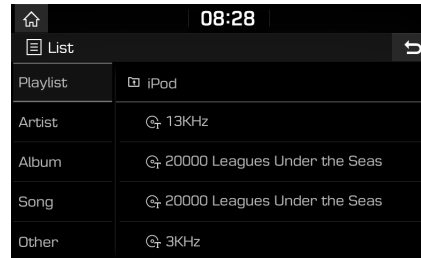 08:28
List
Playlist
iPod
Artist
13KHz
Album
20000 Leagues Under the Seas
Song
20000 Leagues Under the Seas
Other
3KHz